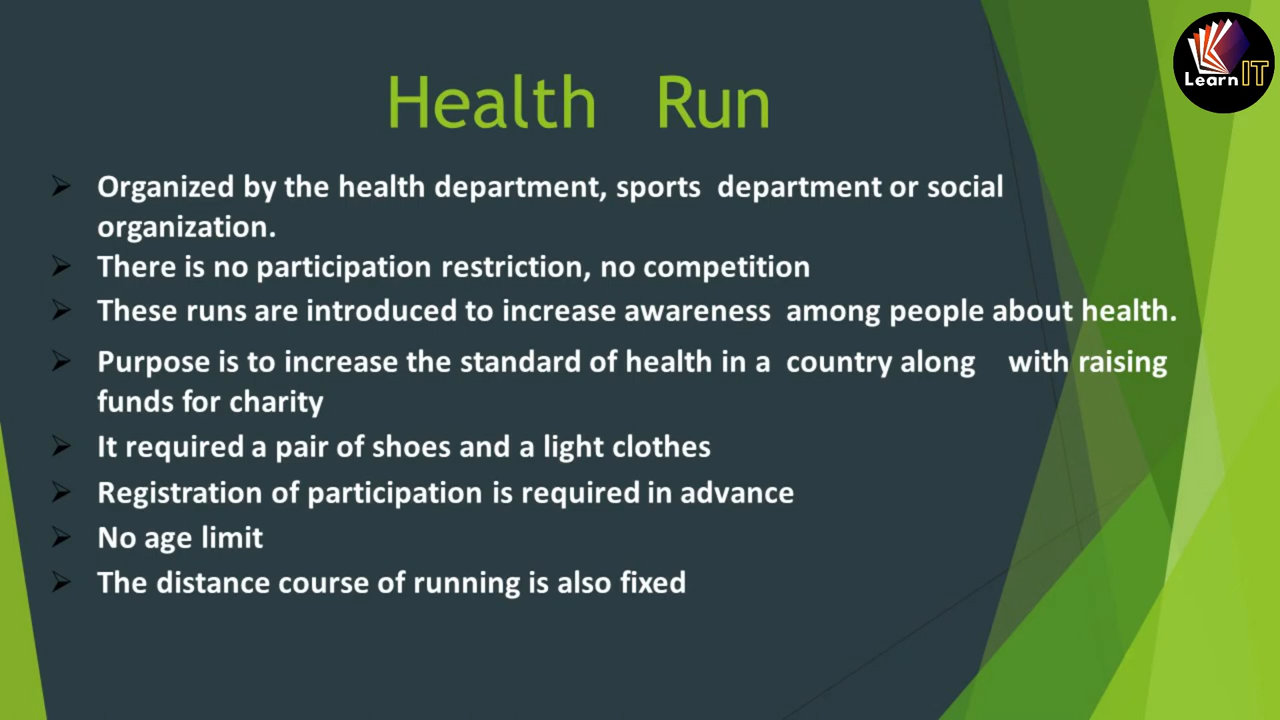 Learn IT
Health Run
Organized by the health department, sports department or social
organization.
There is no participation restriction, no competition
These runs are introduced to increase awareness among people about health.
Purpose is to increase the standard of health in a country along with raising
funds for charity
It required a pair of shoes and a light clothes
Registration of participation is required in advance
No age limit
The distance course of running is also fixed